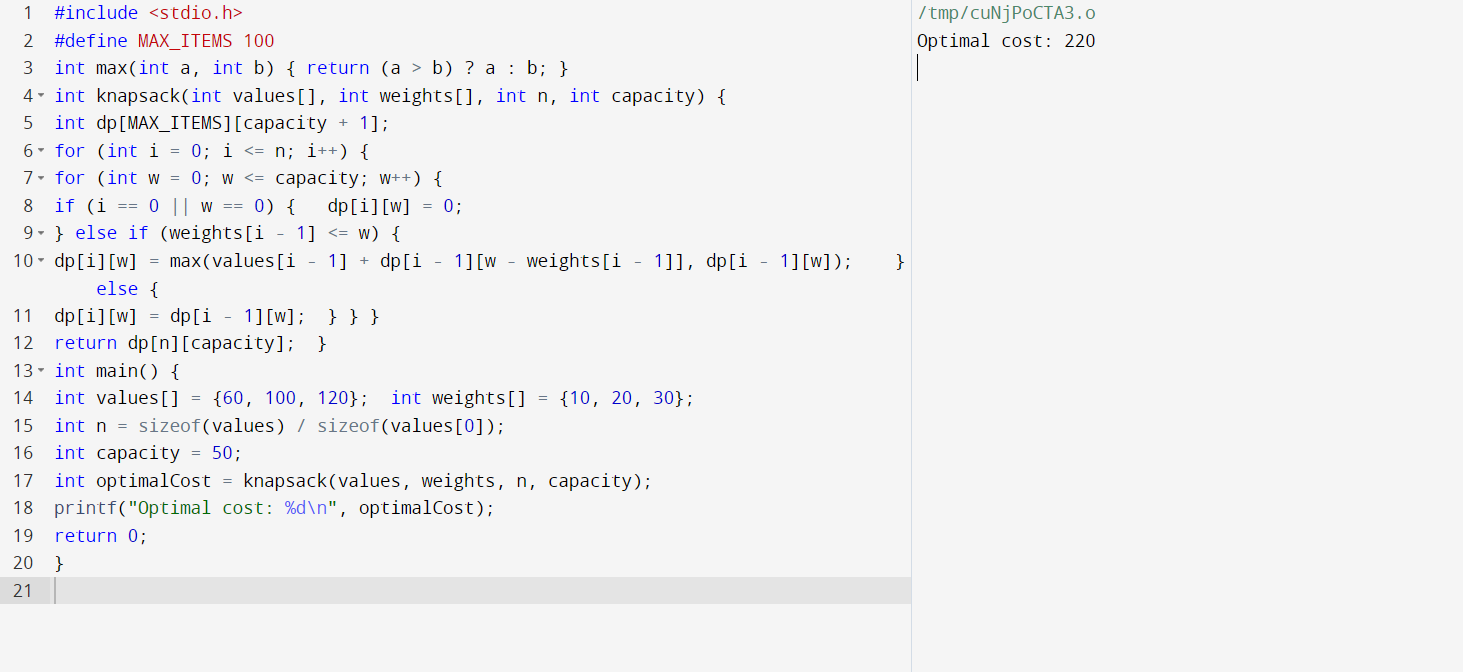 1 #include <stdio.h>
2 #define MAX_ITEMS 100
3 int max(int a, int b) { return (a > b) ? a : b; }
4 int knapsack(int values[], int weights[], int n, int capacity) {
5 int dp[MAX_ITEMS][capacity + 1];
6 for (int i = 0; i <= n; i++) {
7 for (int w = 0; w <= capacity; w++) {
8 if (i == 0 || w == 0) {   dp[i][w] = 0;
9 } else if (weights[i - 1] <= w) {
10 dp[i][w] = max(values[i - 1] + dp[i - 1][w - weights[i - 1]], dp[i - 1][w]);    }
else {
11 dp[i][w] = dp[i - 1][w];  } } }
12 return dp[n][capacity];  }
13 int main() {
14 int values[] = {60, 100, 120};  int weights[] = {10, 20, 30};
15 int n = sizeof(values) / sizeof(values[0]);
16 int capacity = 50;
17 int optimalCost = knapsack(values, weights, n, capacity);
18 printf("Optimal cost: %d\n", optimalCost);
19 return 0;
20 }
21
/tmp/cuNjPoCTA3.o
Optimal cost: 220